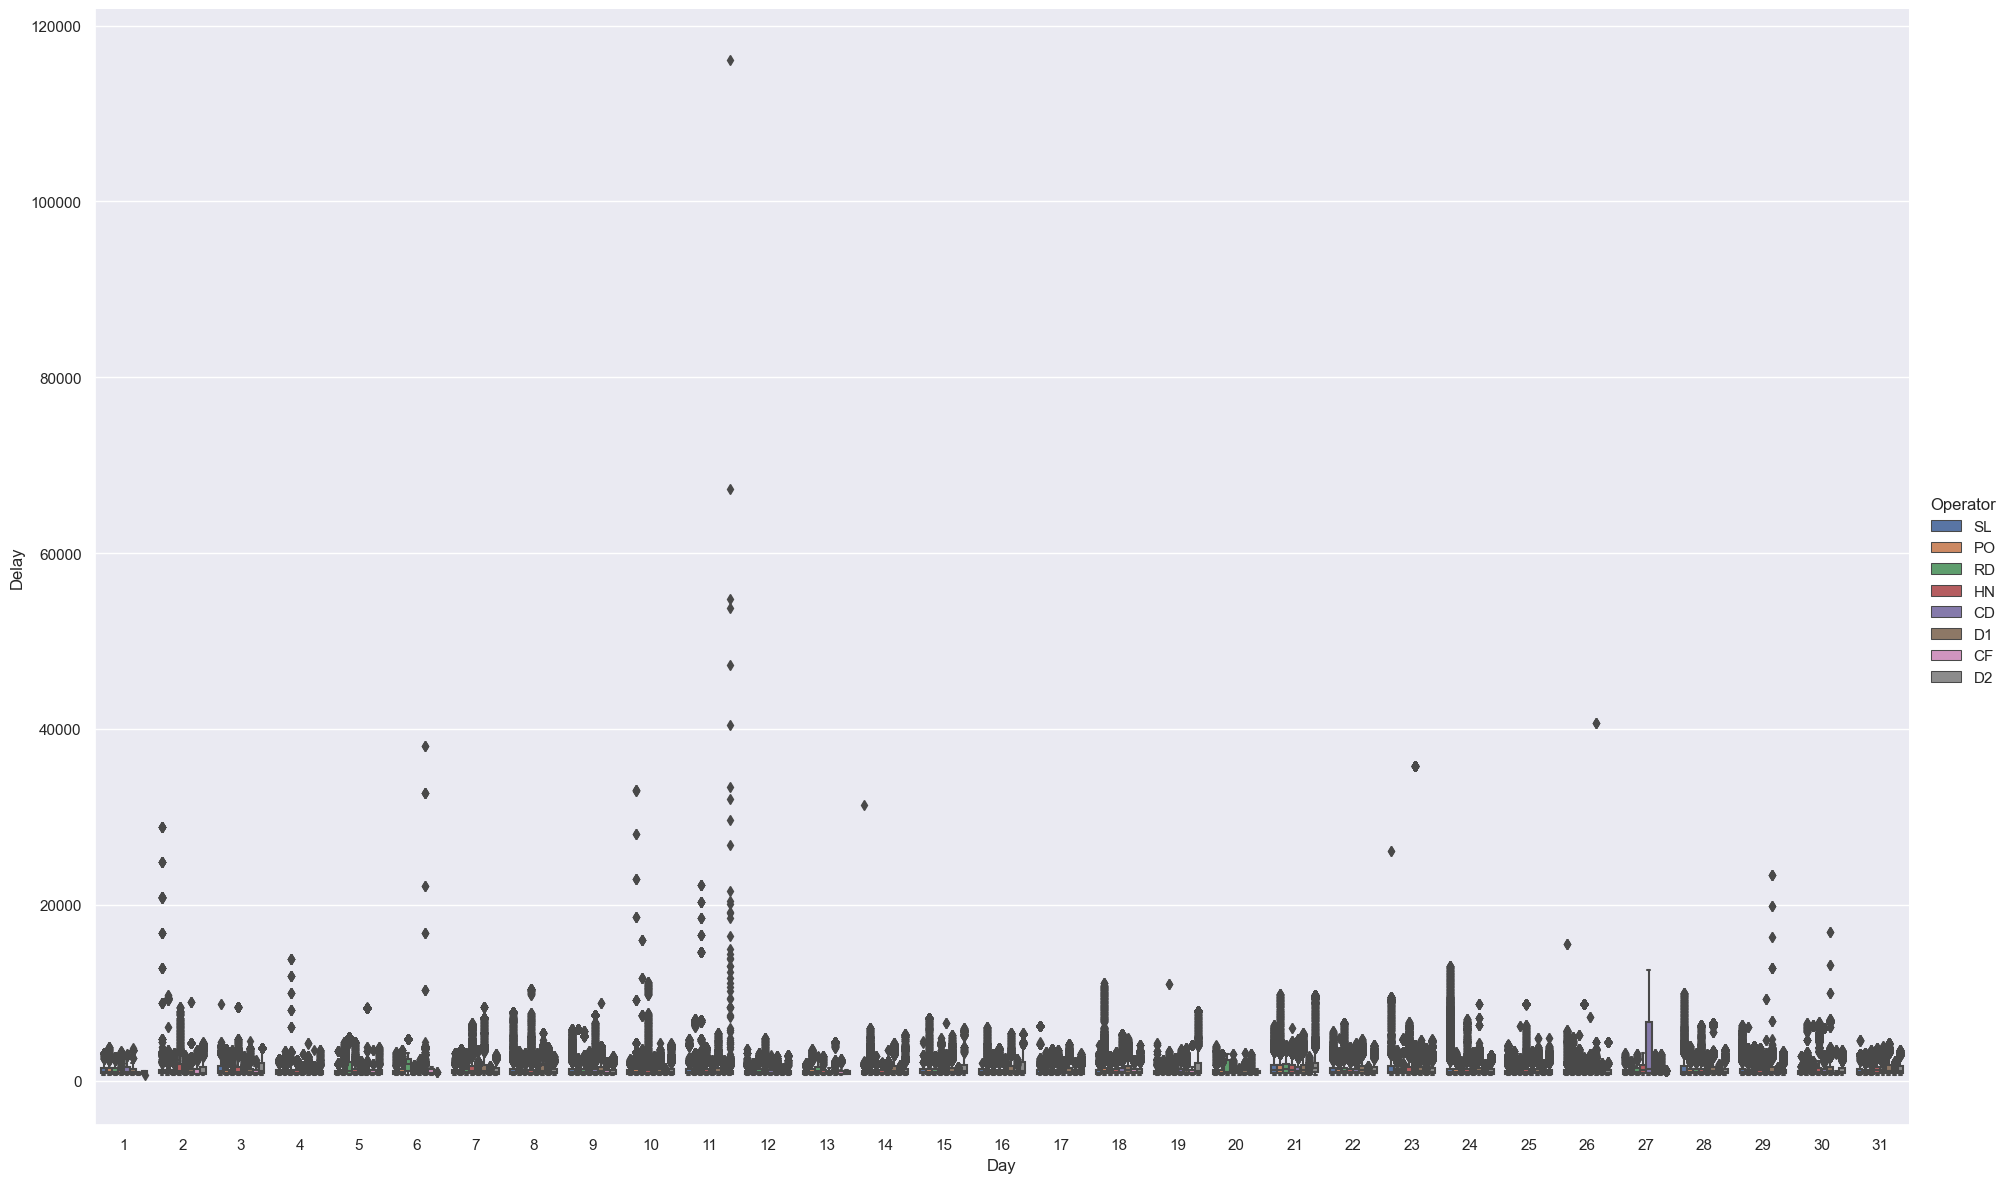 120000
100000
80000
60000
40000
20000
0
Delay
1 2 3 4 5 6 7 8 9 10 11 12 13 14 15 16 17 18 19 20 21 22 23 24 25 26 27 28 29 30 31
Day
Operator
SL
PO
RD
HN
CD
D1
CF
D2